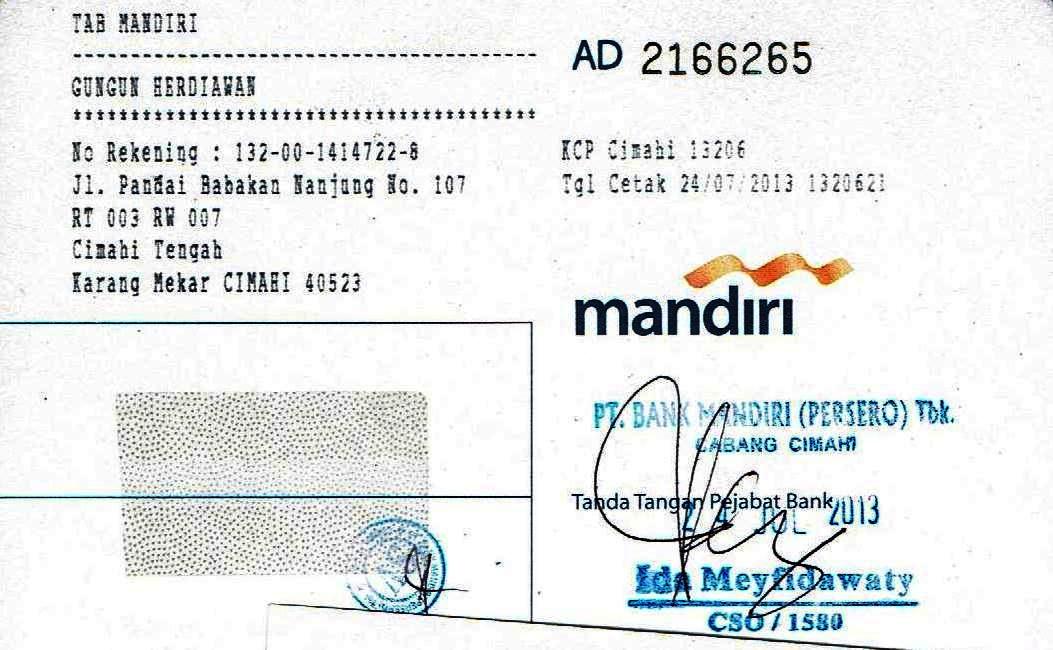 TAB MANDIRI
----------------------------------------
GUNGUN HERDIAWAN
****************************************
No Rekening : 132-00-1414722-8
Jl. Pandai Babakan Nanjung No. 107
RT 003 RW 007
Cimahi Tengah
Karang Mekar CIMAHI 40523
AD 2166265
KCP Cimahi 13206
Tgl Cetak 24/07/2013 1320621
mandiri
PT. BANK MANDIRI (PERSERO) Tbk.
CABANG CIMAHI
Tanda Tangan Pejabat Bank
24 JUL 2013
Ida Meyfidawaty
CSO / 1580